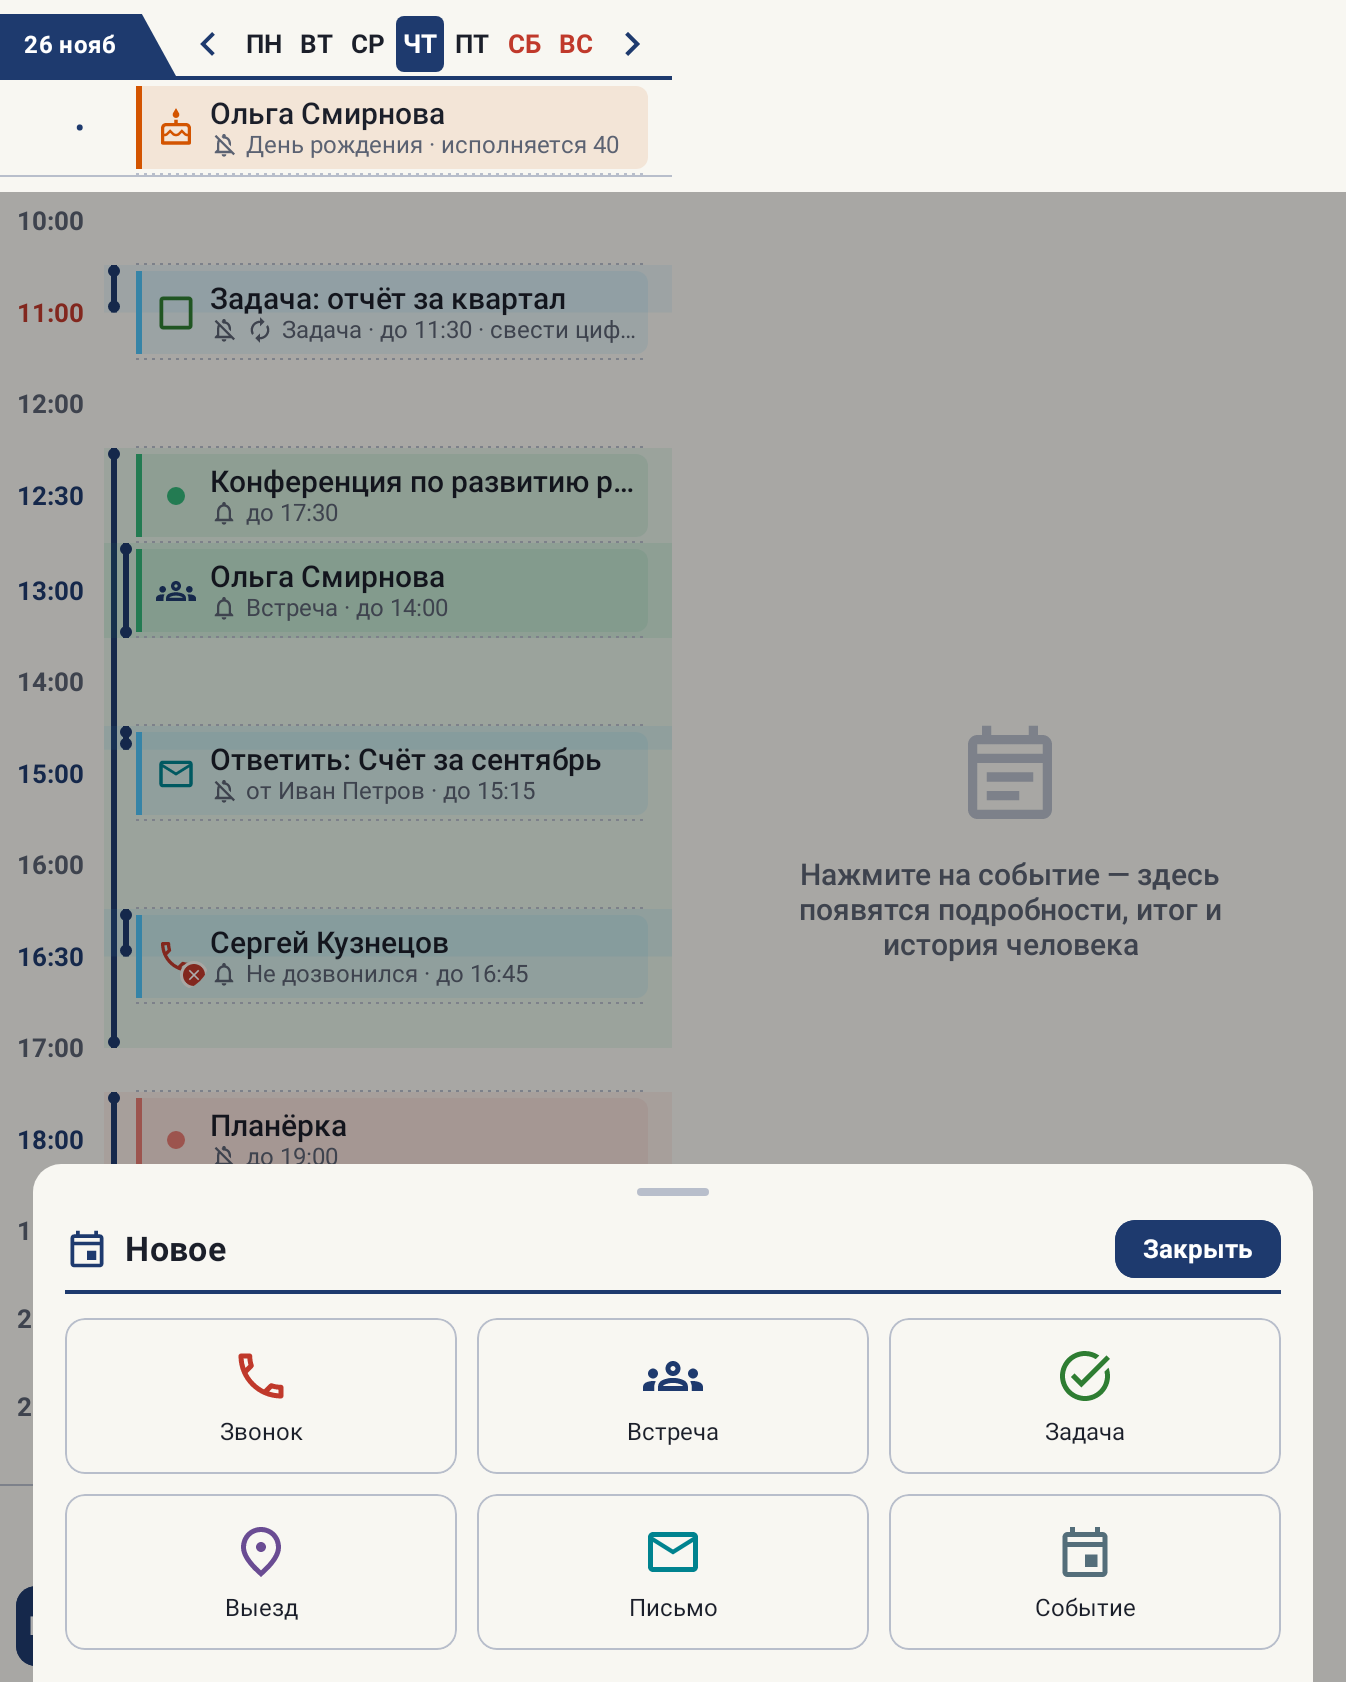 26 нояб
ПН ВТ СР ЧТ ПТ СБ ВС
Ольга Смирнова
День рождения · исполняется 40
10:00
11:00
Задача: отчёт за квартал
Задача · до 11:30 · свести циф...
12:00
12:30
Конференция по развитию р...
до 17:30
13:00
Ольга Смирнова
Встреча · до 14:00
14:00
15:00
Ответить: Счёт за сентябрь
от Иван Петров · до 15:15
16:00
16:30
Сергей Кузнецов
Не дозвонился · до 16:45
17:00
18:00
Планёрка
до 19:00
Нажмите на событие — здесь
появятся подробности, итог и
история человека
1
2
2
Новое
Закрыть
Звонок
Встреча
Задача
Выезд
Письмо
Событие